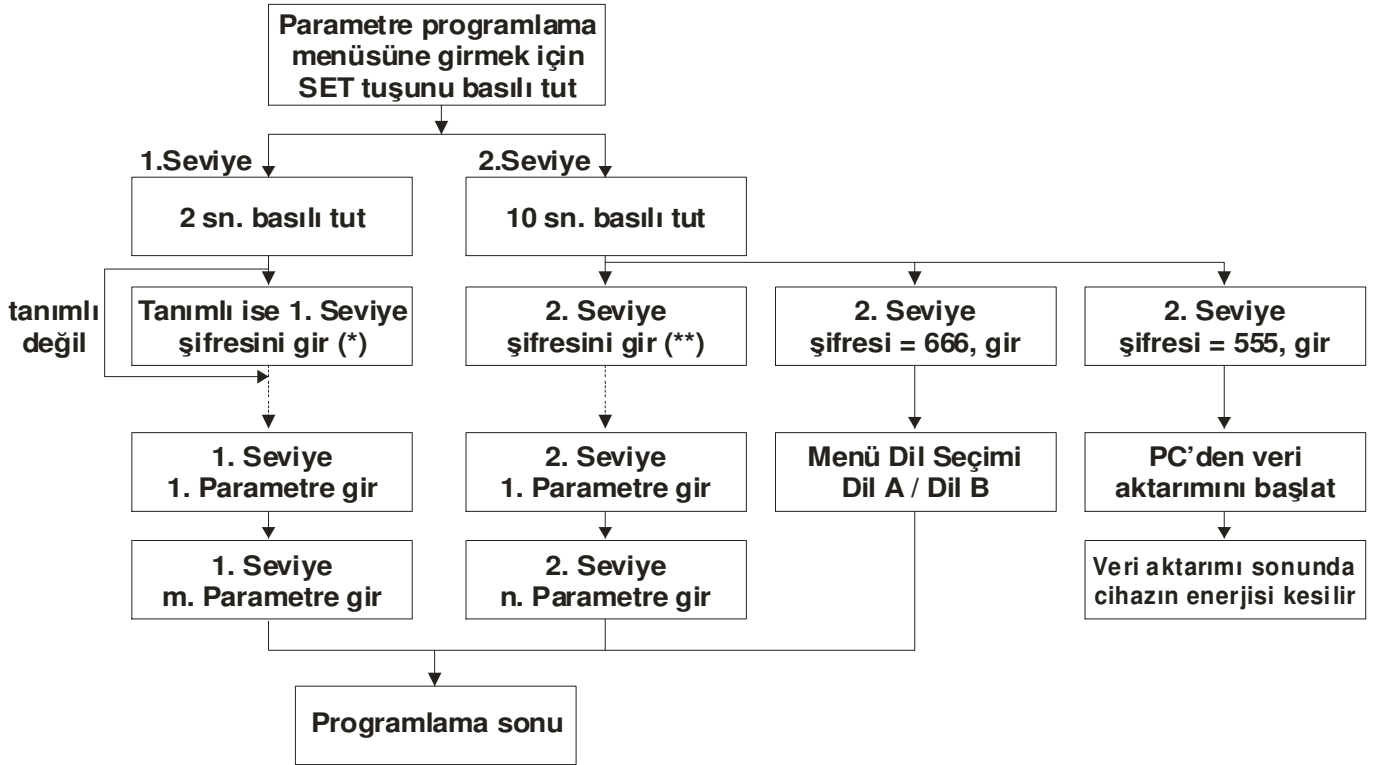 Parametre programlama
menüsüne girmek için
SET tuşunu basılı tut
1.Seviye
2.Seviye
2 sn. basılı tut
10 sn. basılı tut
tanımlı
değil
Tanımlı ise 1. Seviye
şifresini gir (*)
2. Seviye
şifresini gir (**)
2. Seviye
şifresi = 666, gir
2. Seviye
şifresi = 555, gir
1. Seviye
1. Parametre gir
2. Seviye
1. Parametre gir
Menü Dil Seçimi
Dil A / Dil B
PC’den veri
aktarımını başlat
1. Seviye
m. Parametre gir
2. Seviye
n. Parametre gir
Veri aktarımı sonunda
cihazın enerjisi kesilir
Programlama sonu